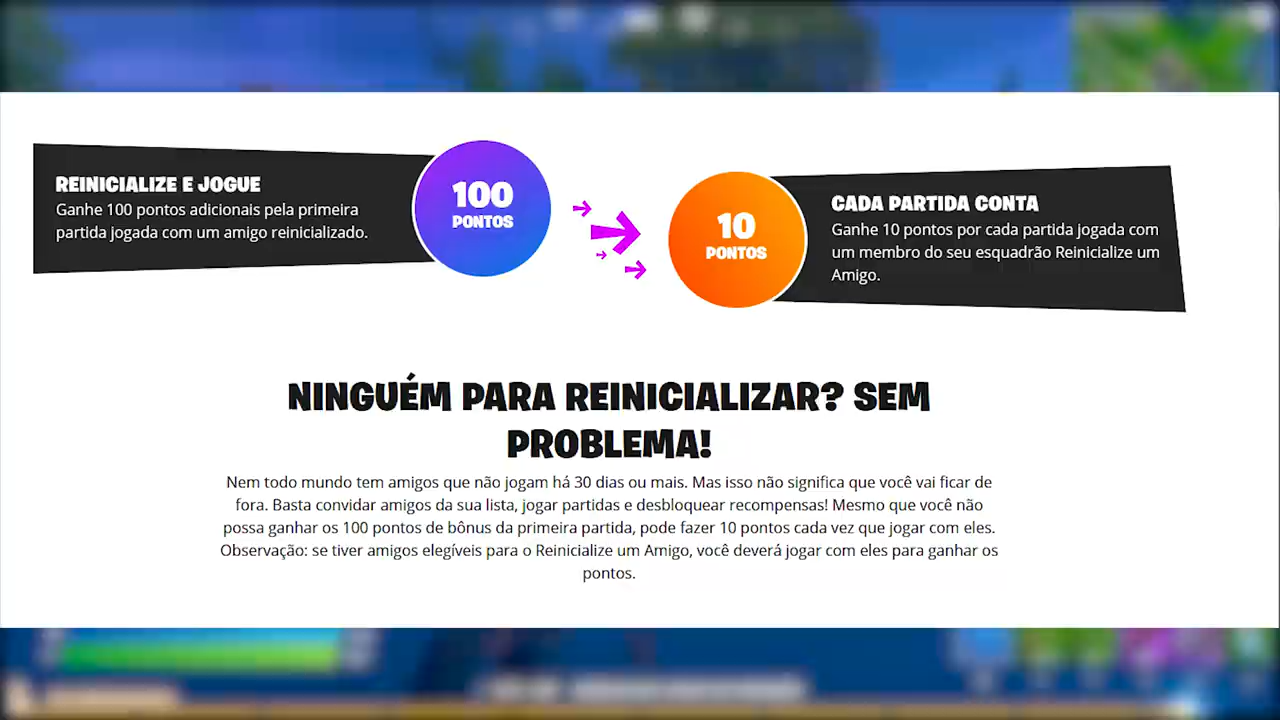 REINICIALIZE E JOGUE
Ganhe 100 pontos adicionais pela primeira
partida jogada com um amigo reinicializado.
100
PONTOS
10
PONTOS
CADA PARTIDA CONTA
Ganhe 10 pontos por cada partida jogada com
um membro do seu esquadrão Reinicialize um
Amigo.
NINGUÉM PARA REINICIALIZAR? SEM
PROBLEMA!
Nem todo mundo tem amigos que não jogam há 30 dias ou mais. Mas isso não significa que você vai ficar de
fora. Basta convidar amigos da sua lista, jogar partidas e desbloquear recompensas! Mesmo que você não
possa ganhar os 100 pontos de bônus da primeira partida, pode fazer 10 pontos cada vez que jogar com eles.
Observação: se tiver amigos elegíveis para o Reinicialize um Amigo, você deverá jogar com eles para ganhar os
pontos.